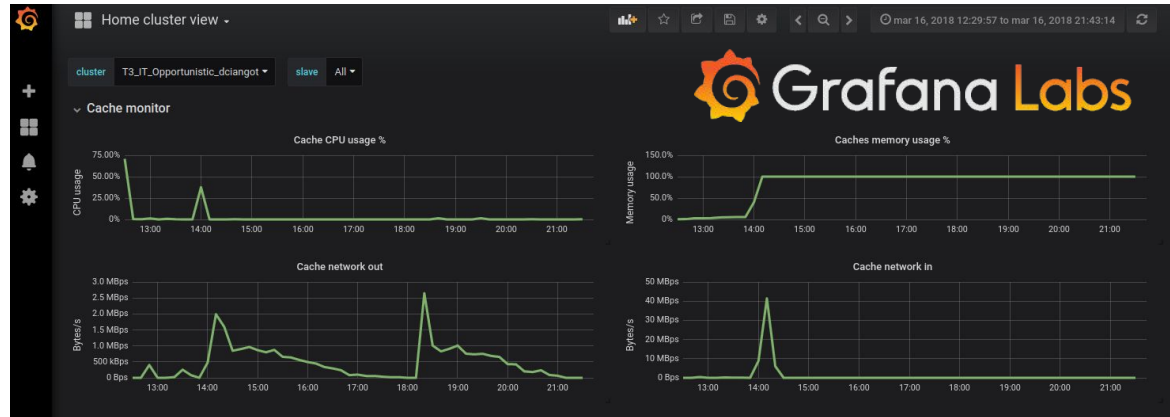 Home cluster view
mar 16, 2018 12:29:57 to mar 16, 2018 21:43:14
cluster T3_IT_Opportunistic_dciangot slave All
Grafana Labs
Cache monitor
Cache CPU usage %
CPU usage
75.00%
50.00%
25.00%
0%
13:00 14:00 15:00 16:00 17:00 18:00 19:00 20:00 21:00
Caches memory usage %
Memory usage
150.0%
100.0%
50.0%
0%
13:00 14:00 15:00 16:00 17:00 18:00 19:00 20:00 21:00
Cache network out
Bytes/s
3.0 MBps
2.5 MBps
2.0 MBps
1.5 MBps
1.0 MBps
500 kBps
0 Bps
13:00 14:00 15:00 16:00 17:00 18:00 19:00 20:00 21:00
Cache network in
Bytes/s
50 MBps
40 MBps
30 MBps
20 MBps
10 MBps
0 Bps
13:00 14:00 15:00 16:00 17:00 18:00 19:00 20:00 21:00